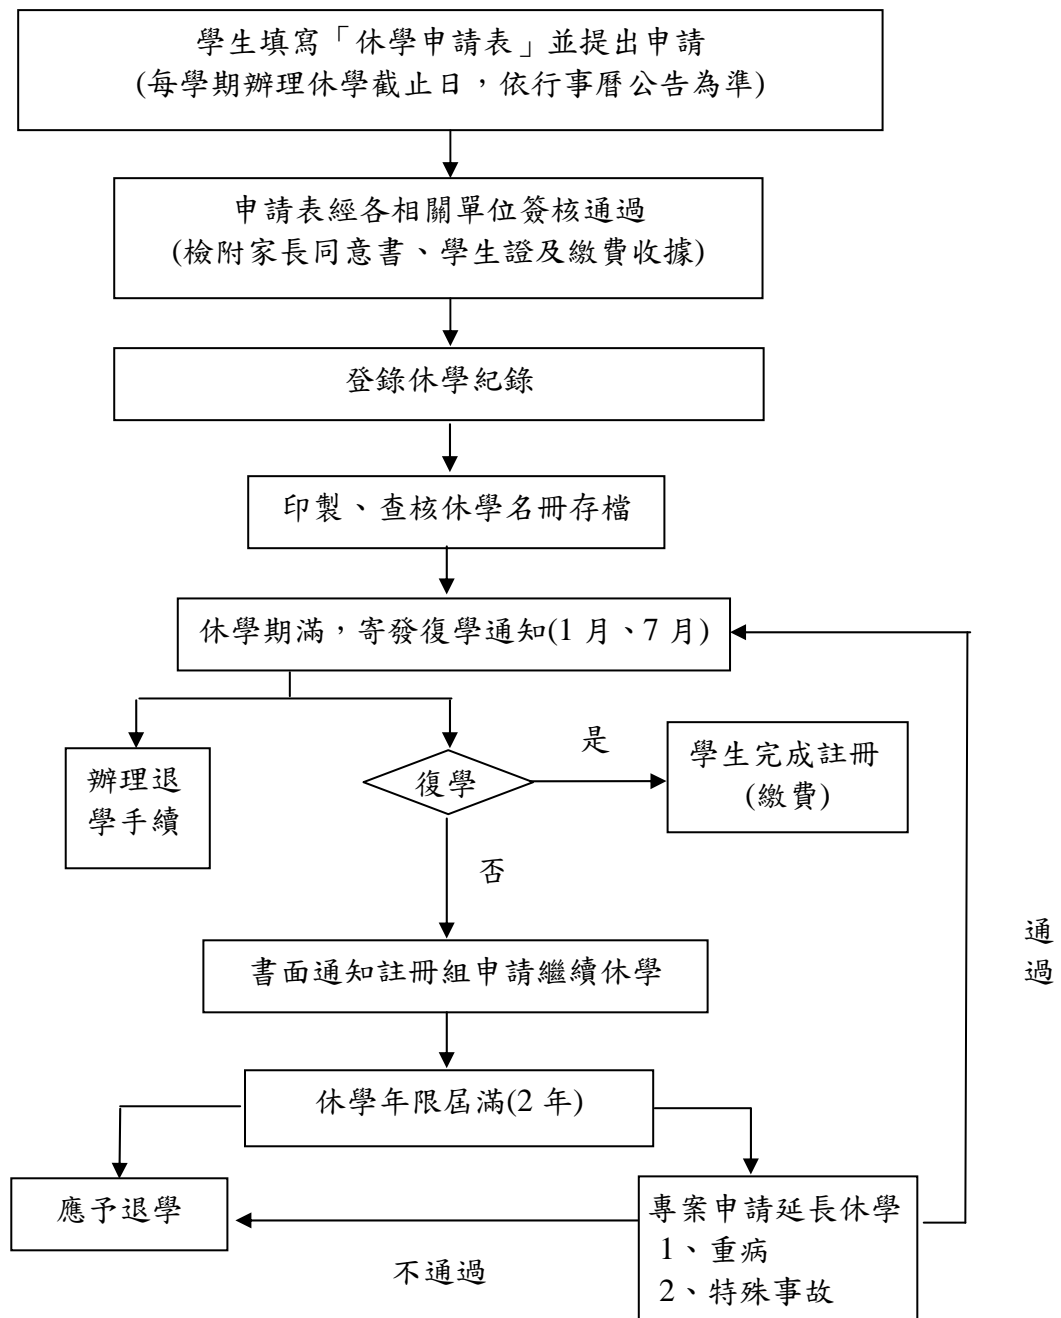 學生填寫「休學申請表」並提出申請
(每學期辦理休學截止日，依行事曆公告為準)
申請表經各相關單位簽核通過
(檢附家長同意書、學生證及繳費收據)
登錄休學紀錄
印製、查核休學名冊存檔
休學期滿，寄發復學通知(1 月、7 月)
辦理退
學手續
復學
是
學生完成註冊
(繳費)
否
書面通知註冊組申請繼續休學
通
過
休學年限屆滿(2 年)
應予退學
不通過
專案申請延長休學
1、重病
2、特殊事故